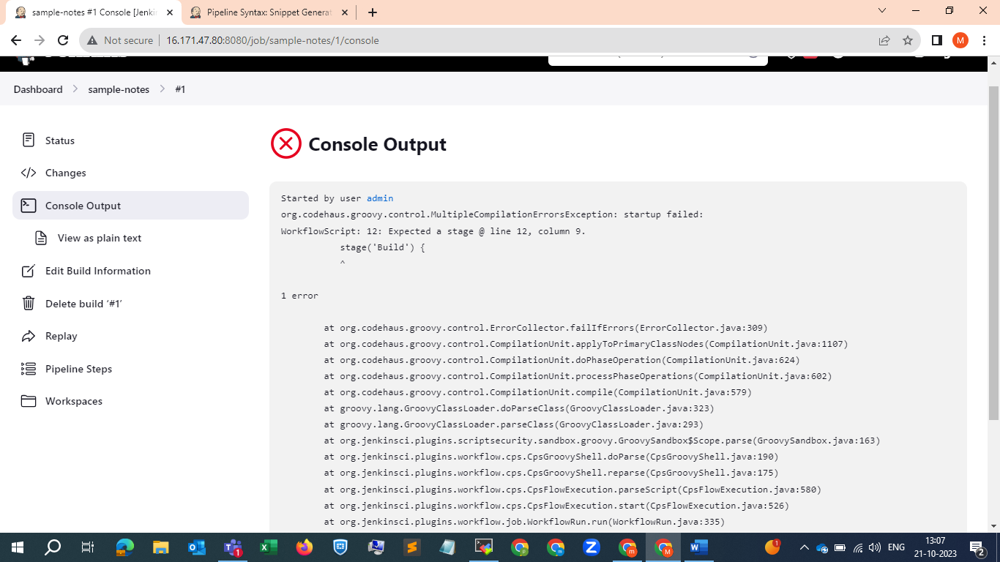 sample-notes #1 Console [Jenki
Pipeline Syntax: Snippet Generat
Not secure
16.171.47.80:8080/job/sample-notes/1/console
M
Dashboard
sample-notes
#1
Status
Changes
Console Output
View as plain text
Edit Build Information
Delete build ‘#1’
Replay
Pipeline Steps
Workspaces
Console Output
Started by user admin
org.codehaus.groovy.control.MultipleCompilationErrorsException: startup failed:
WorkflowScript: 12: Expected a stage @ line 12, column 9.
stage('Build') {
^
1 error
at org.codehaus.groovy.control.ErrorCollector.failIfErrors(ErrorCollector.java:309)
at org.codehaus.groovy.control.CompilationUnit.applyToPrimaryClassNodes(CompilationUnit.java:1107)
at org.codehaus.groovy.control.CompilationUnit.doPhaseOperation(CompilationUnit.java:624)
at org.codehaus.groovy.control.CompilationUnit.processPhaseOperations(CompilationUnit.java:602)
at org.codehaus.groovy.control.CompilationUnit.compile(CompilationUnit.java:579)
at groovy.lang.GroovyClassLoader.doParseClass(GroovyClassLoader.java:323)
at groovy.lang.GroovyClassLoader.parseClass(GroovyClassLoader.java:293)
at org.jenkinsci.plugins.scriptsecurity.sandbox.groovy.GroovySandbox$Scope.parse(GroovySandbox.java:163)
at org.jenkinsci.plugins.workflow.cps.CpsGroovyShell.doParse(CpsGroovyShell.java:190)
at org.jenkinsci.plugins.workflow.cps.CpsGroovyShell.reparse(CpsGroovyShell.java:175)
at org.jenkinsci.plugins.workflow.cps.CpsFlowExecution.parseScript(CpsFlowExecution.java:580)
at org.jenkinsci.plugins.workflow.cps.CpsFlowExecution.start(CpsFlowExecution.java:526)
at org.jenkinsci.plugins.workflow.job.WorkflowRun.run(WorkflowRun.java:335)
ENG
13:07
21-10-2023
2